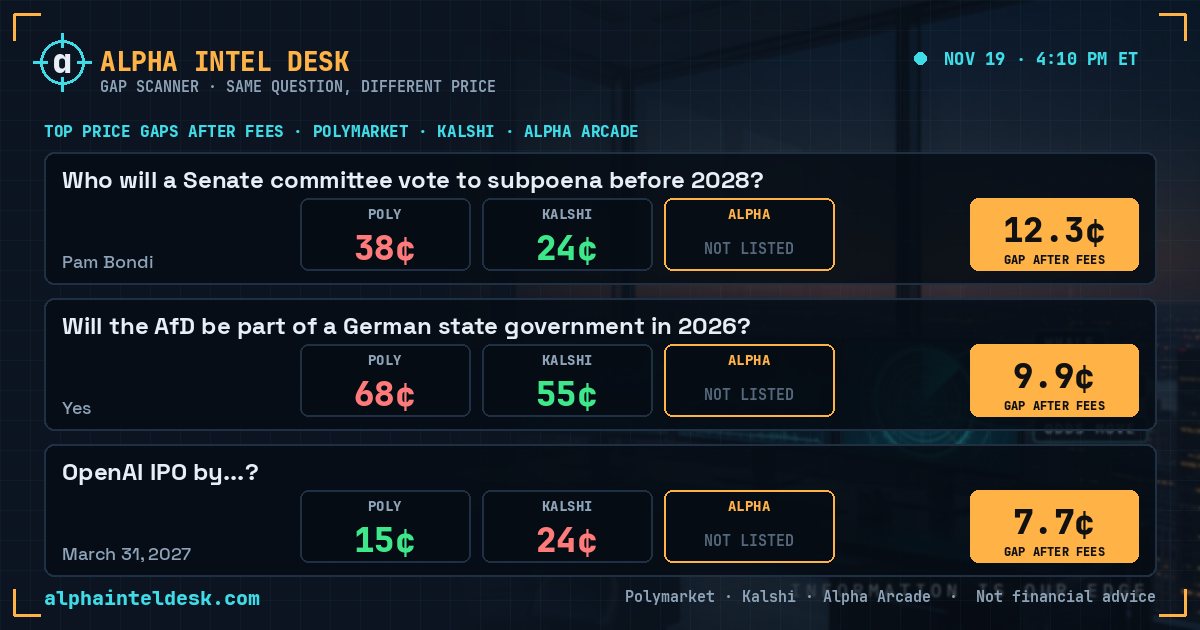 α ALPHA INTEL DESK
GAP SCANNER · SAME QUESTION, DIFFERENT PRICE
NOV 19 · 4:10 PM ET
TOP PRICE GAPS AFTER FEES · POLYMARKET · KALSHI · ALPHA ARCADE
Who will a Senate committee vote to subpoena before 2028?
Pam Bondi
POLY
38¢
KALSHI
24¢
ALPHA
NOT LISTED
12.3¢
GAP AFTER FEES
Will the AfD be part of a German state government in 2026?
Yes
POLY
68¢
KALSHI
55¢
ALPHA
NOT LISTED
9.9¢
GAP AFTER FEES
OpenAI IPO by...?
March 31, 2027
POLY
15¢
KALSHI
24¢
ALPHA
NOT LISTED
7.7¢
GAP AFTER FEES
INFORMATION IS OUR EDGE
alphainteldesk.com
Polymarket · Kalshi · Alpha Arcade · Not financial advice